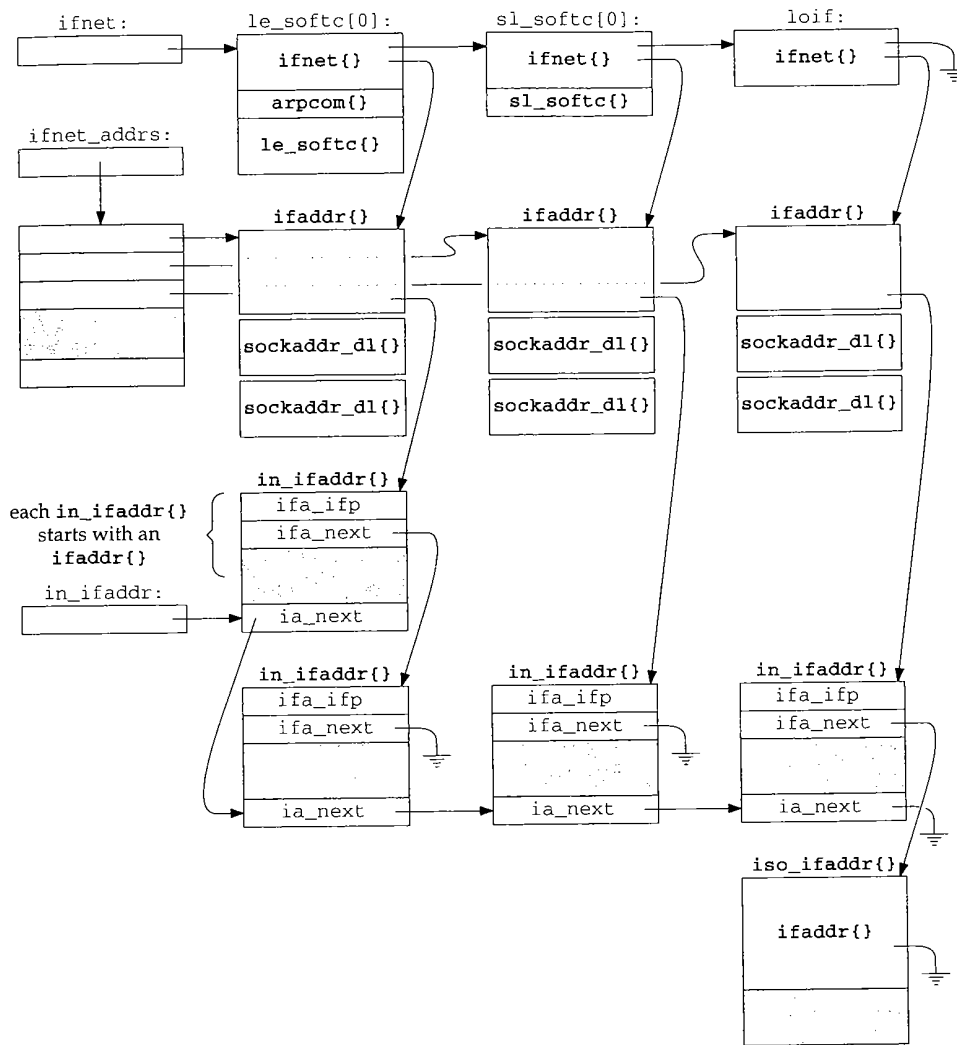 ifnet:
le_softc[0]:
sl_softc[0]:
loif:
ifnet{}
ifnet{}
ifnet{}
arpcom{}
sl_softc{}
le_softc{}
ifnet_addrs:
ifaddr{}
ifaddr{}
ifaddr{}
sockaddr_dl{}
sockaddr_dl{}
sockaddr_dl{}
sockaddr_dl{}
sockaddr_dl{}
sockaddr_dl{}
in_ifaddr{}
each in_ifaddr{}
starts with an
ifaddr{}
ifa_ifp
ifa_next
in_ifaddr:
ia_next
in_ifaddr{}
in_ifaddr{}
in_ifaddr{}
ifa_ifp
ifa_ifp
ifa_ifp
ifa_next
ifa_next
ifa_next
ia_next
ia_next
ia_next
iso_ifaddr{}
ifaddr{}